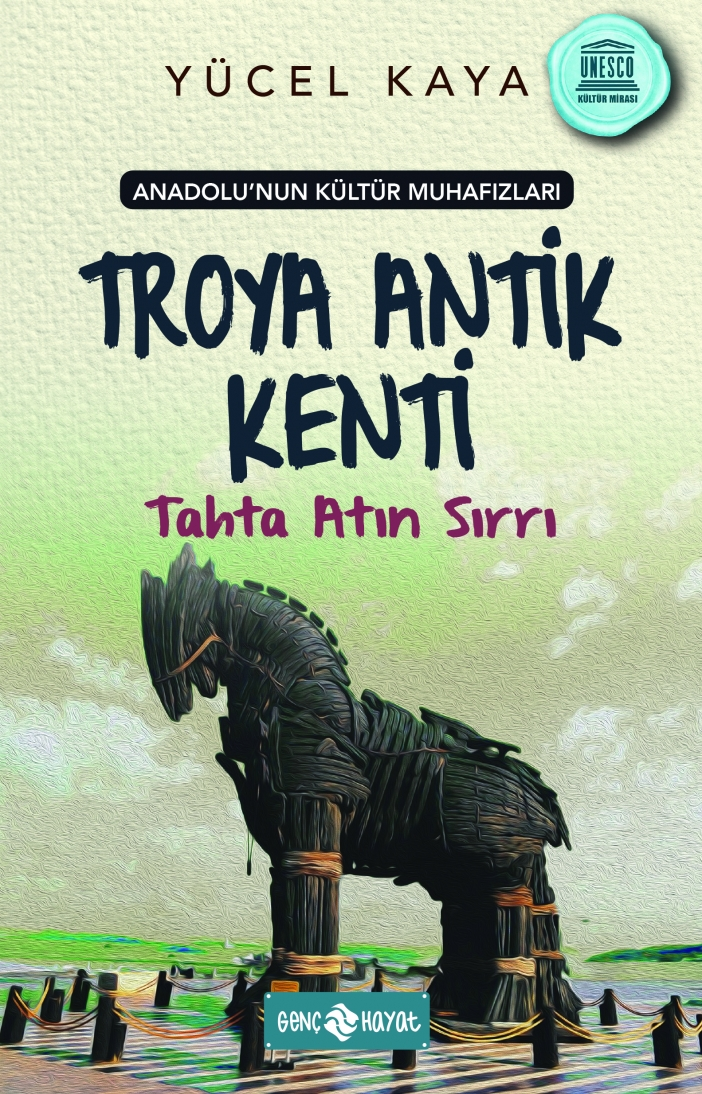 YÜCEL KAYA
UNESCO
KÜLTÜR MİRASI
ANADOLU'NUN KÜLTÜR MUHAFIZLARI
TROYA ANTİK
KENTİ
Tahta Atın Sırrı
GENÇ HAYAT